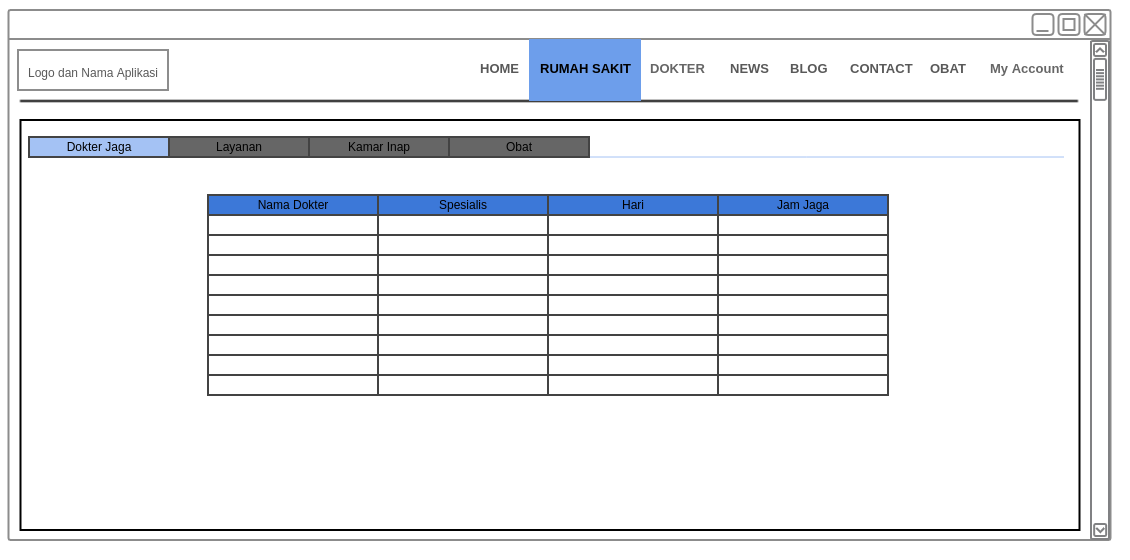 Logo dan Nama Aplikasi
HOME RUMAH SAKIT DOKTER NEWS BLOG CONTACT OBAT My Account
Dokter Jaga Layanan Kamar Inap Obat
Nama Dokter Spesialis Hari Jam Jaga